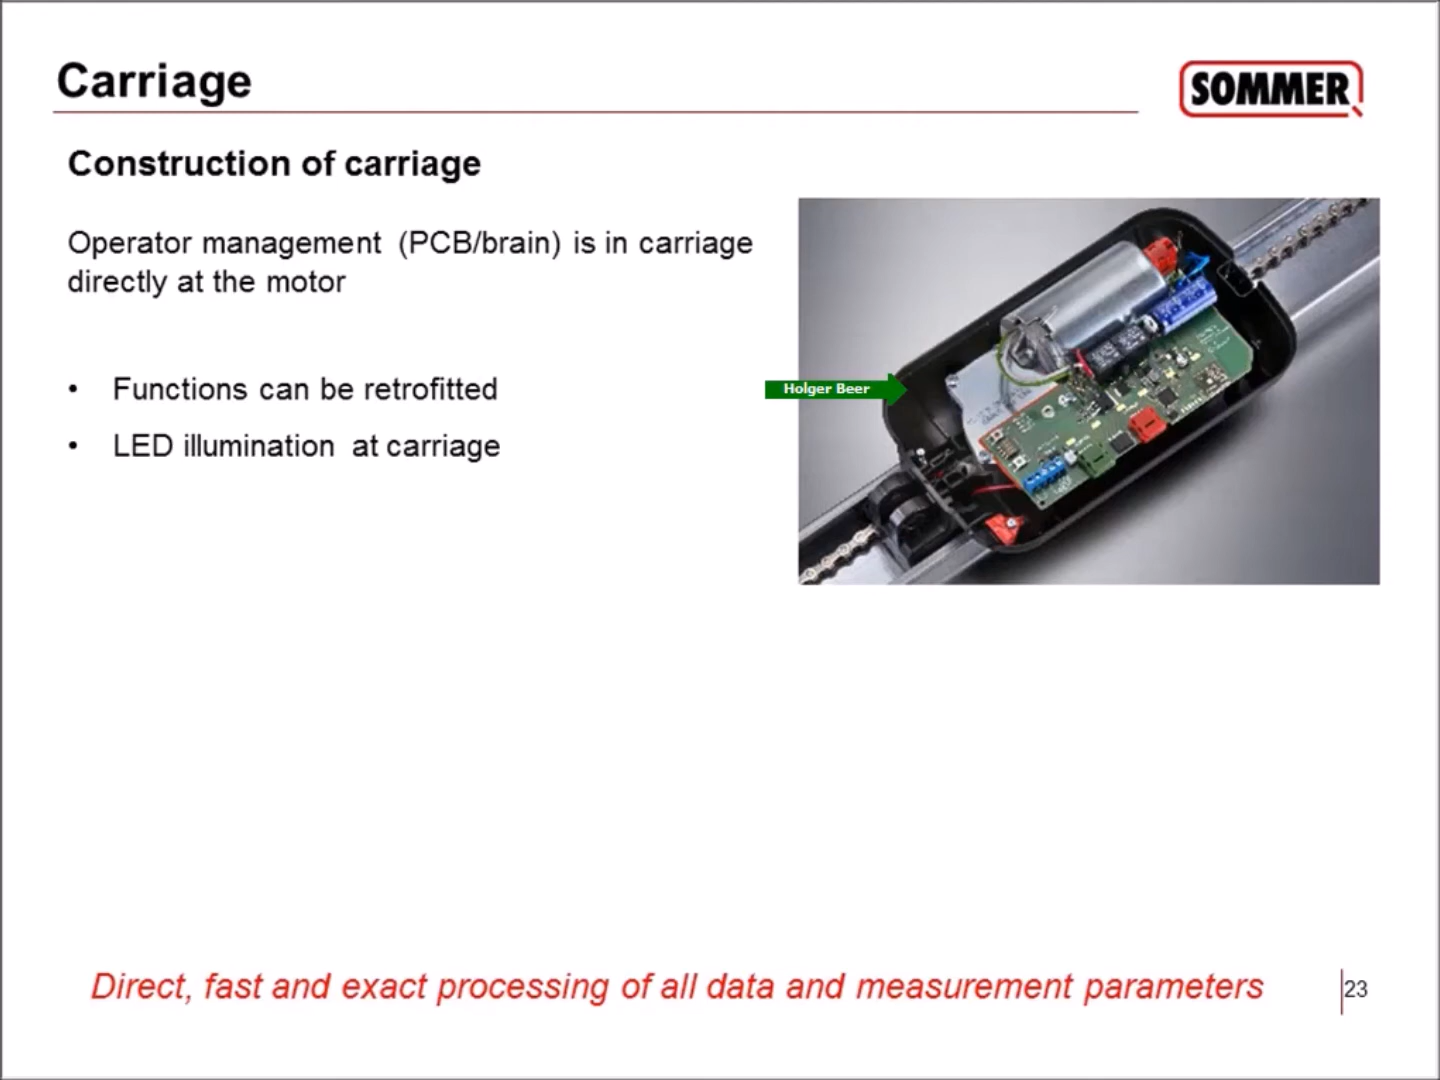 Carriage
SOMMER
Construction of carriage
Operator management (PCB/brain) is in carriage
directly at the motor
• Functions can be retrofitted
• LED illumination at carriage
Holger Beer
Direct, fast and exact processing of all data and measurement parameters
23